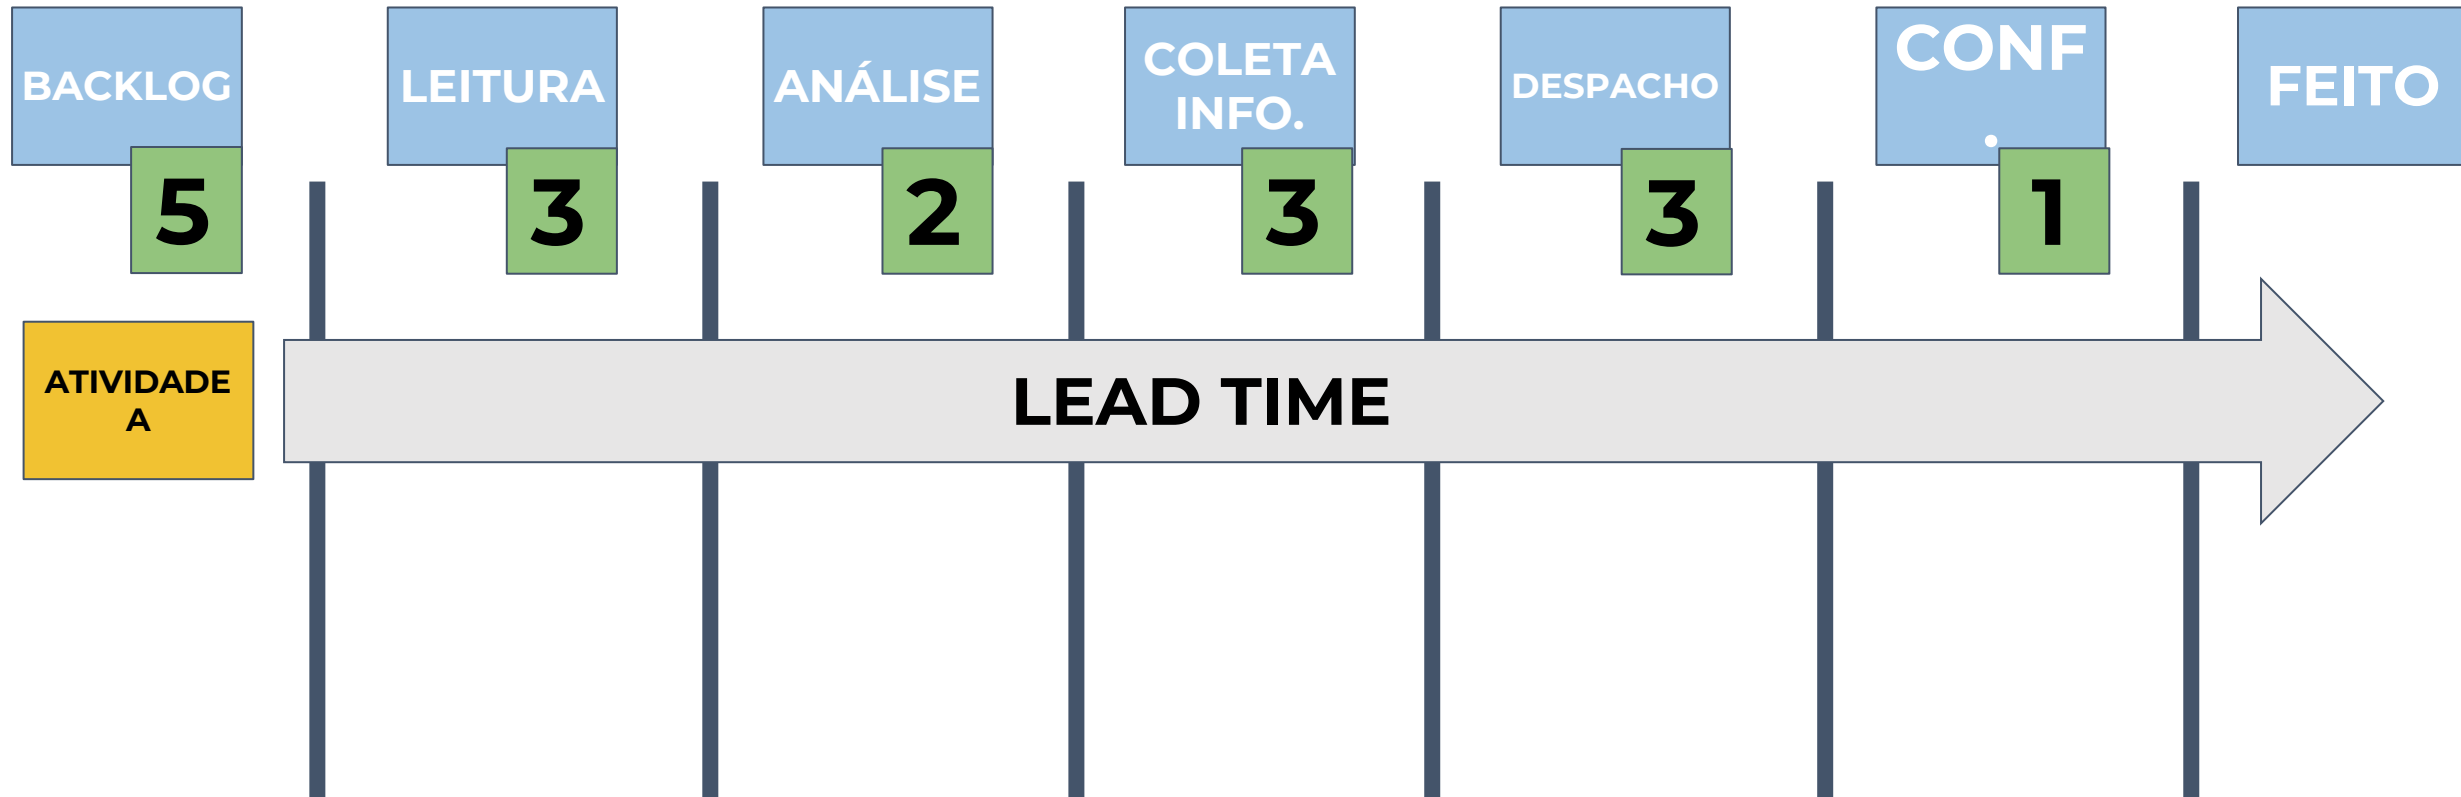 BACKLOG
5
LEITURA
3
ANÁLISE
2
COLETA
INFO.
3
DESPACHO
3
CONF
.
1
FEITO
ATIVIDADE
A
LEAD TIME